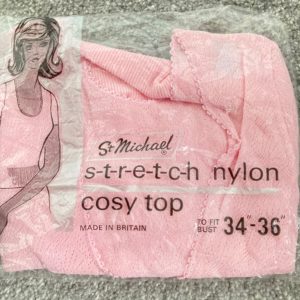 St Michael
s-t-r-e-t-c-h nylon
cosy top
MADE IN BRITAIN
TO FIT
BUST 34"-36"